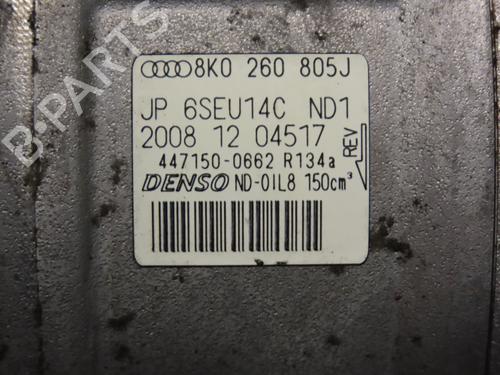 8K0 260 805J
JP 6SEU14C ND1
2008 12 04517
REV
447150-0662 R134a
DENSO ND-OIL8 150cm³
B-PARTS